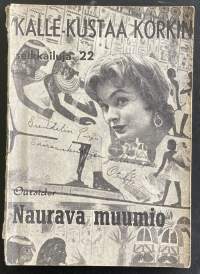 KALLE-KUSTAA KORKIN
seikkailuja 22
Outsider
Naurava muumio